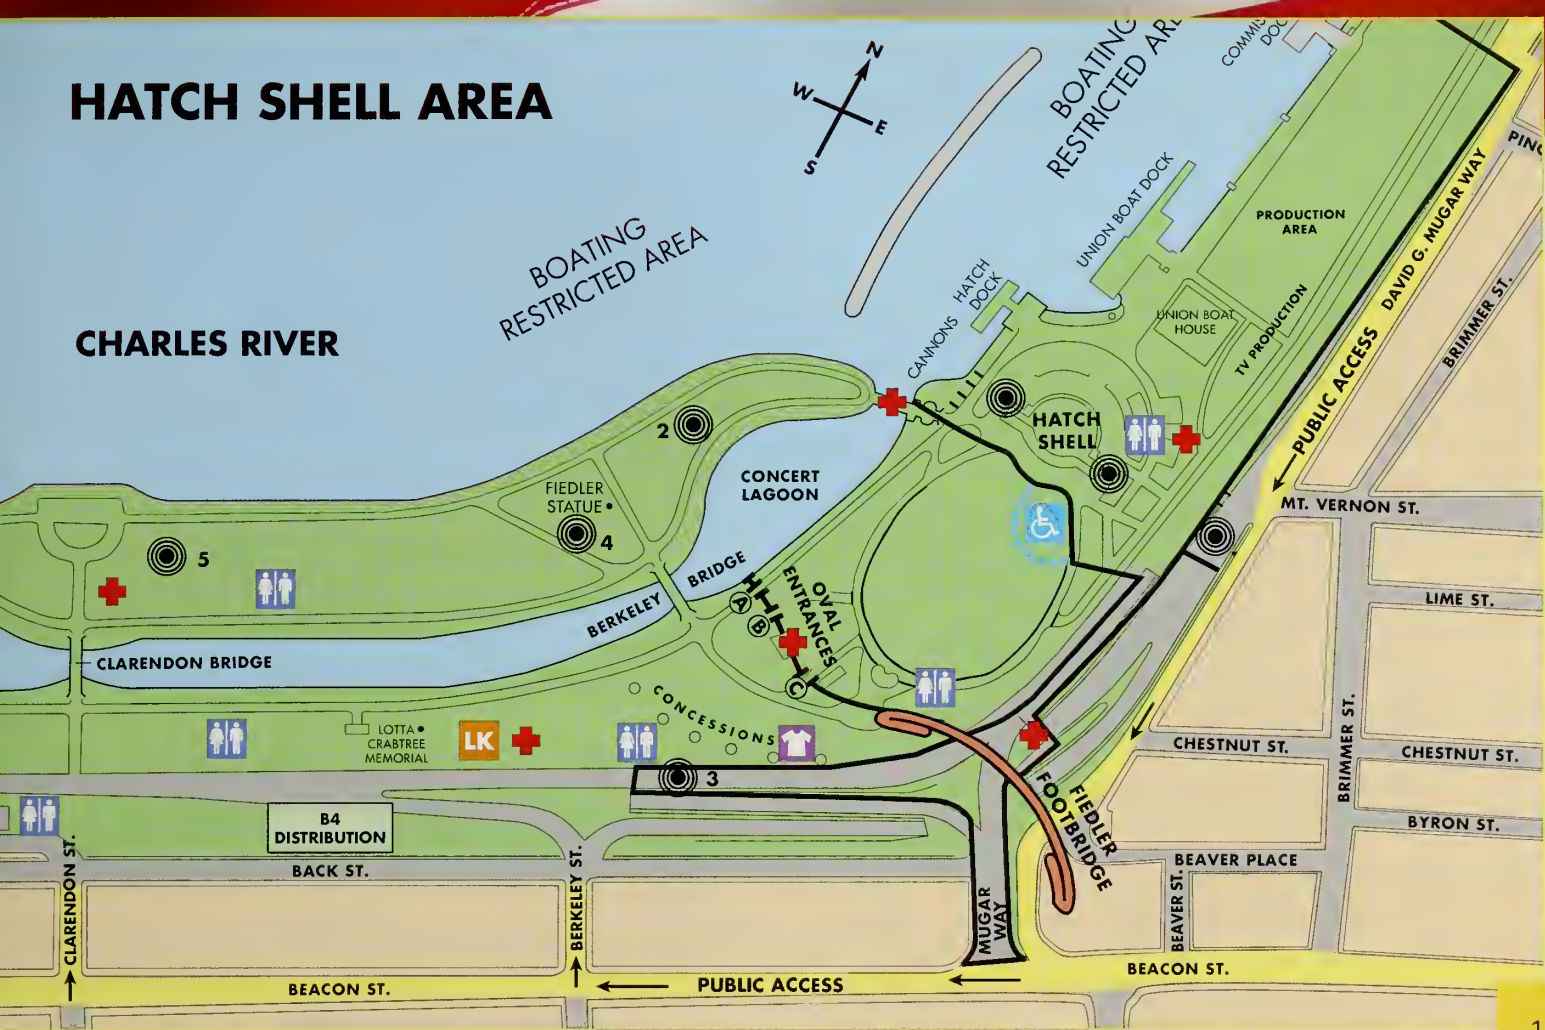 HATCH SHELL AREA
N
W
E
S
BOATING
RESTRICTED
COMMIS
PRODUCTION
AREA
UNION BOAT DOCK
BOATING
RESTRICTED AREA
CHARLES RIVER
HATCH
DOCK
CANNONS
UNION BOAT
HOUSE
TV PRODUCTION
PUBLIC ACCESS DAVID G. MUGAR WAY
BRIMMER ST.
HATCH
SHELL
2
CONCERT
LAGOON
FIEDLER
STATUE
4
5
MT. VERNON ST.
LIME ST.
BERKELEY BRIDGE
OVAL
ENTRANCES
A
B
C
CLARENDON BRIDGE
CONCESSIONS
LOTTA
CRABTREE
MEMORIAL
LK
3
CHESTNUT ST.
CHESTNUT ST.
BRIMMER ST.
FIEDLER
FOOTBRIDGE
B4
DISTRIBUTION
BYRON ST.
BEAVER PLACE
BACK ST.
CLARENDON ST.
BERKELEY ST.
MUGAR
WAY
BEAVER ST.
BEACON ST.
PUBLIC ACCESS
BEACON ST.